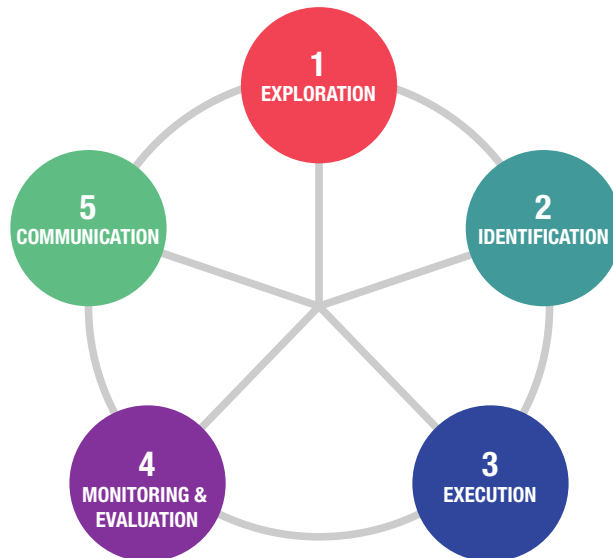 1
EXPLORATION
2
IDENTIFICATION
3
EXECUTION
4
MONITORING &
EVALUATION
5
COMMUNICATION